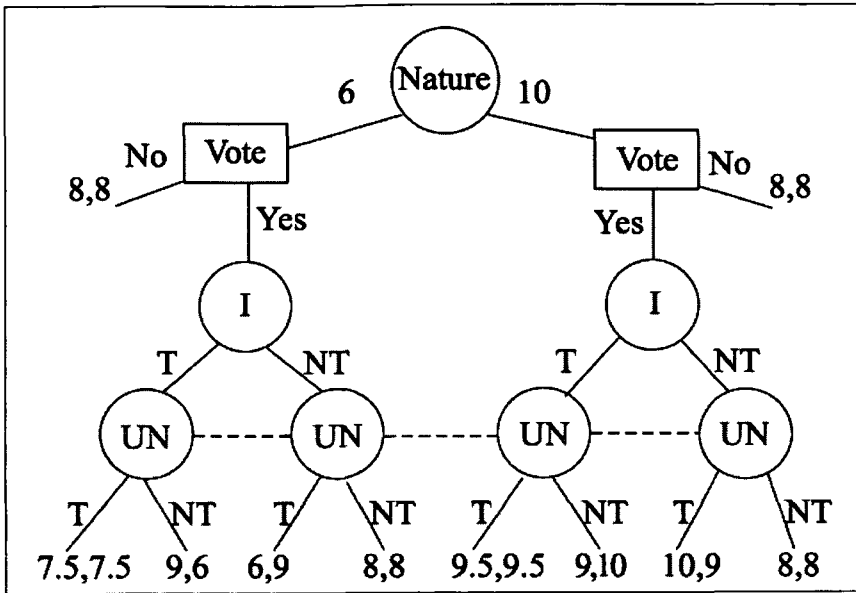 Nature
6
10
No
Vote
Vote
No
8,8
8,8
Yes
Yes
I
I
T
NT
T
NT
UN
UN
UN
UN
T
NT
T
NT
T
NT
T
NT
7.5,7.5
9,6
6,9
8,8
9.5,9.5
9,10
10,9
8,8